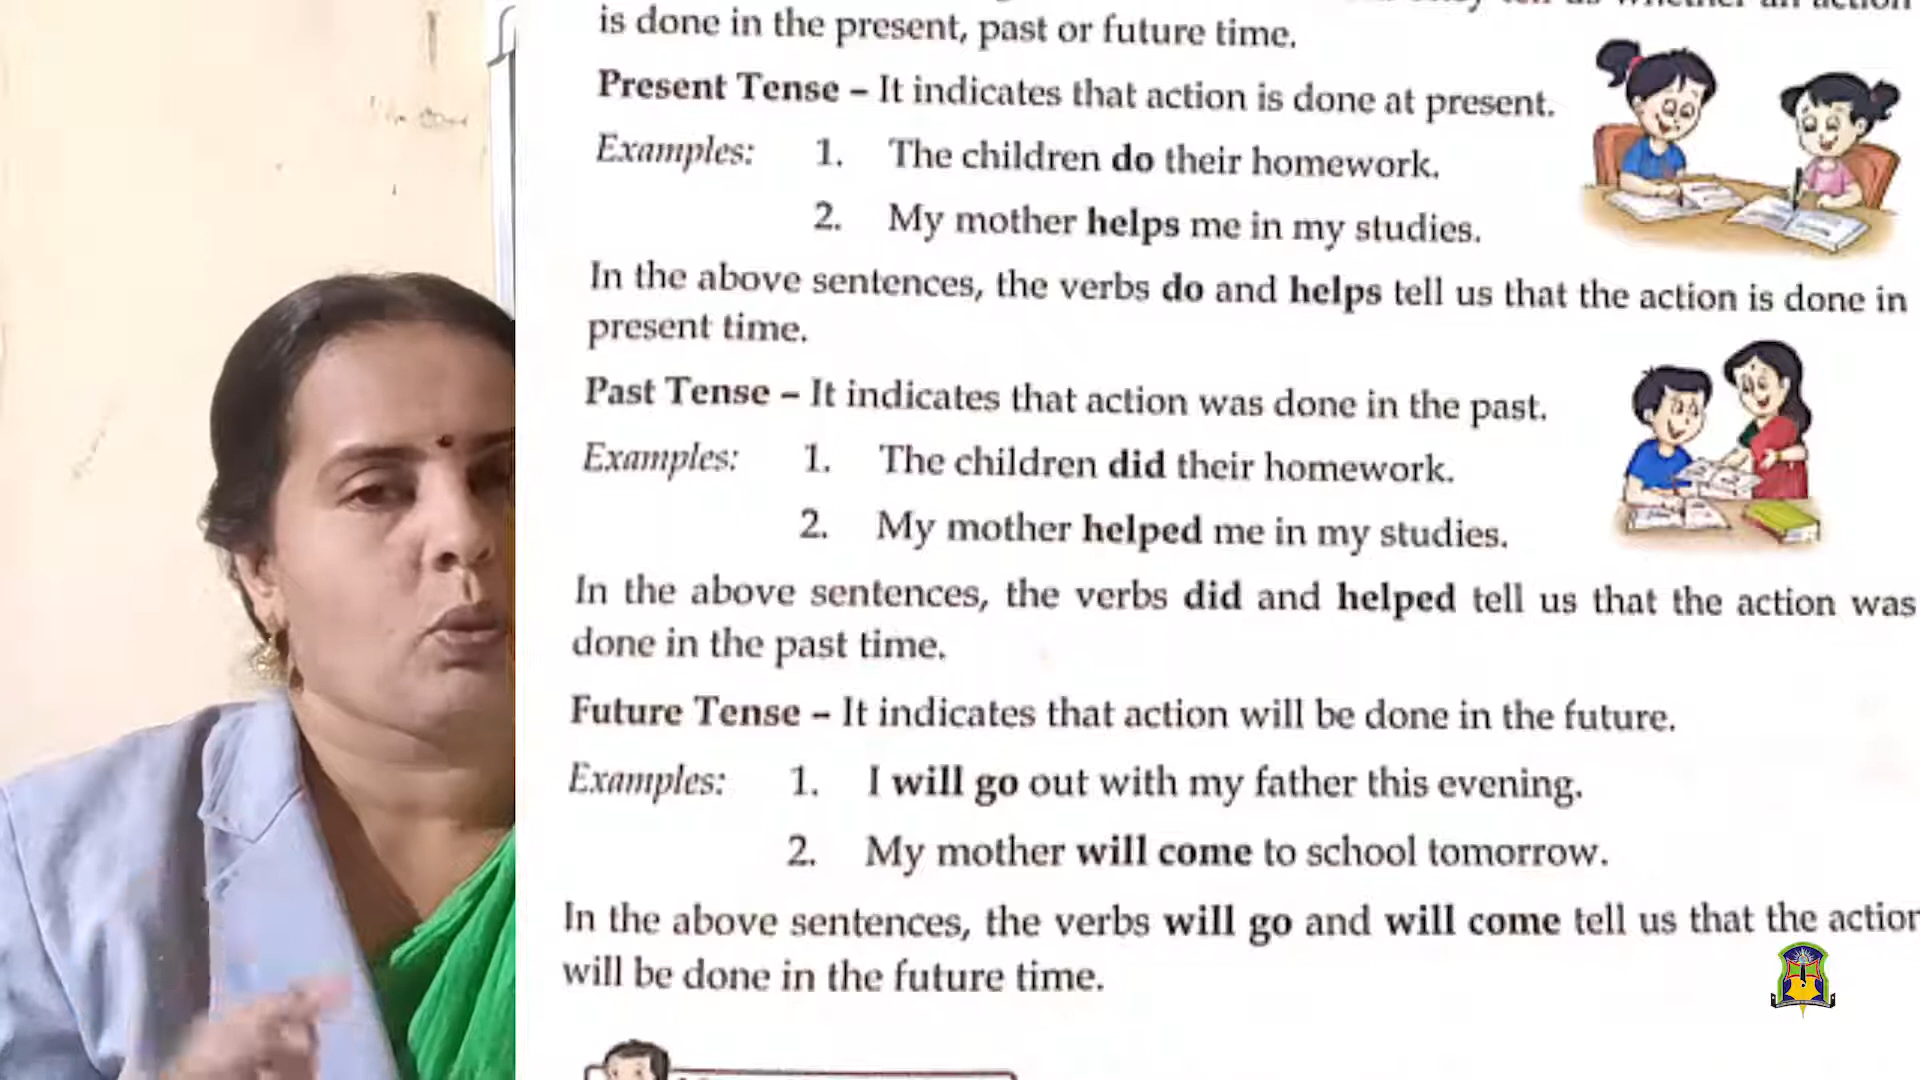 is done in the present, past or future time.
Present Tense – It indicates that action is done at present.
Examples: 1. The children do their homework.
2. My mother helps me in my studies.
In the above sentences, the verbs do and helps tell us that the action is done in
present time.
Past Tense – It indicates that action was done in the past.
Examples: 1. The children did their homework.
2. My mother helped me in my studies.
In the above sentences, the verbs did and helped tell us that the action was
done in the past time.
Future Tense – It indicates that action will be done in the future.
Examples: 1. I will go out with my father this evening.
2. My mother will come to school tomorrow.
In the above sentences, the verbs will go and will come tell us that the action
will be done in the future time.